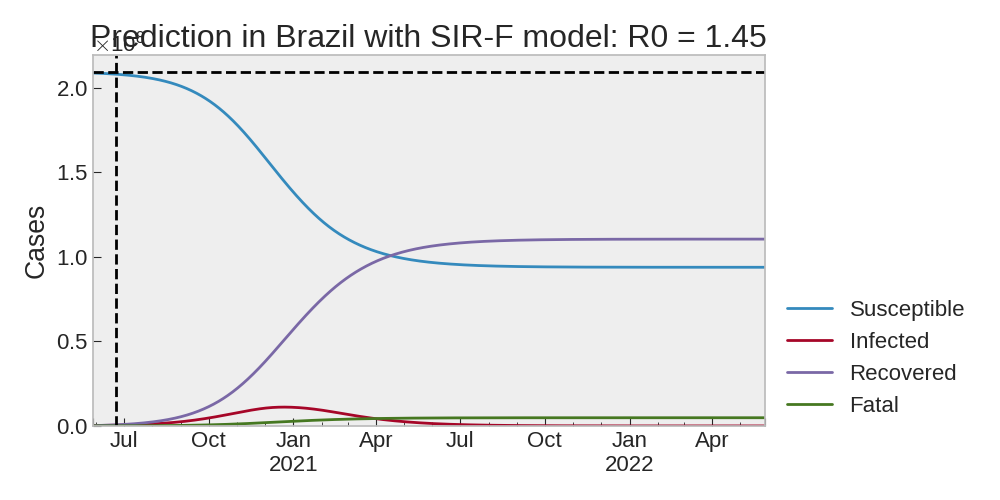 Prediction in Brazil with SIR-F model: R0 = 1.45
2.0
1.5
1.0
0.5
0.0
Cases
Jul
Oct
Jan
2021
Apr
Jul
Oct
Jan
2022
Apr
Susceptible
Infected
Recovered
Fatal